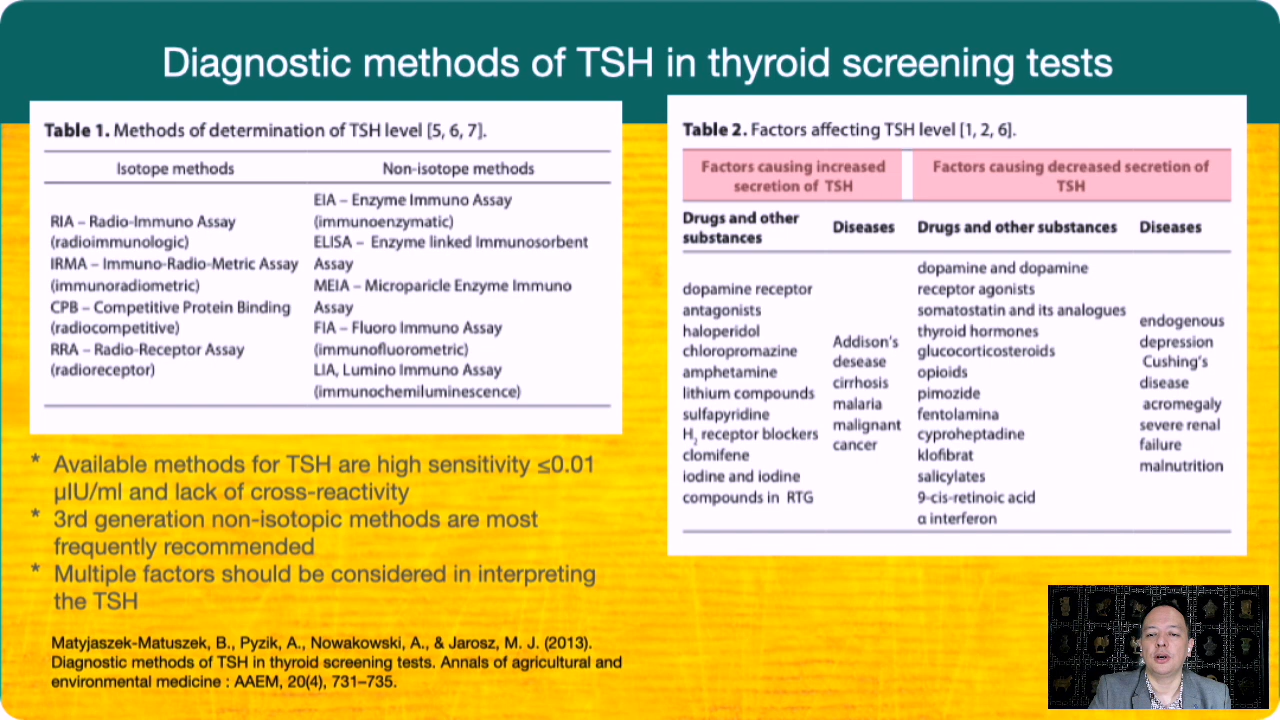 Diagnostic methods of TSH in thyroid screening tests
Table 1. Methods of determination of TSH level [5, 6, 7].
Isotope methods
Non-isotope methods
RIA – Radio-Immuno Assay
(radioimmunologic)
IRMA – Immuno-Radio-Metric Assay
(immunoradiometric)
CPB – Competitive Protein Binding
(radiocompetitive)
RRA – Radio-Receptor Assay
(radioreceptor)
EIA – Enzyme Immuno Assay
(immunoenzymatic)
ELISA – Enzyme linked Immunosorbent
Assay
MEIA – Microparicle Enzyme Immuno
Assay
FIA – Fluoro Immuno Assay
(immunofluorometric)
LIA, Lumino Immuno Assay
(immunochemiluminescence)
* Available methods for TSH are high sensitivity ≤0.01
µIU/ml and lack of cross-reactivity
* 3rd generation non-isotopic methods are most
frequently recommended
* Multiple factors should be considered in interpreting
the TSH
Matyjaszek-Matuszek, B., Pyzik, A., Nowakowski, A., & Jarosz, M. J. (2013).
Diagnostic methods of TSH in thyroid screening tests. Annals of agricultural and
environmental medicine : AAEM, 20(4), 731–735.
Table 2. Factors affecting TSH level [1, 2, 6].
Factors causing increased
secretion of TSH
Factors causing decreased secretion of
TSH
Drugs and other
substances
Diseases
Drugs and other substances
Diseases
dopamine receptor
antagonists
haloperidol
chloropromazine
amphetamine
lithium compounds
sulfapyridine
H₂ receptor blockers
clomifene
iodine and iodine
compounds in RTG
Addison's
desease
cirrhosis
malaria
malignant
cancer
dopamine and dopamine
receptor agonists
somatostatin and its analogues
thyroid hormones
glucocorticosteroids
opioids
pimozide
fentolamina
cyproheptadine
klofibrat
salicylates
9-cis-retinoic acid
α interferon
endogenous
depression
Cushing's
disease
acromegaly
severe renal
failure
malnutrition